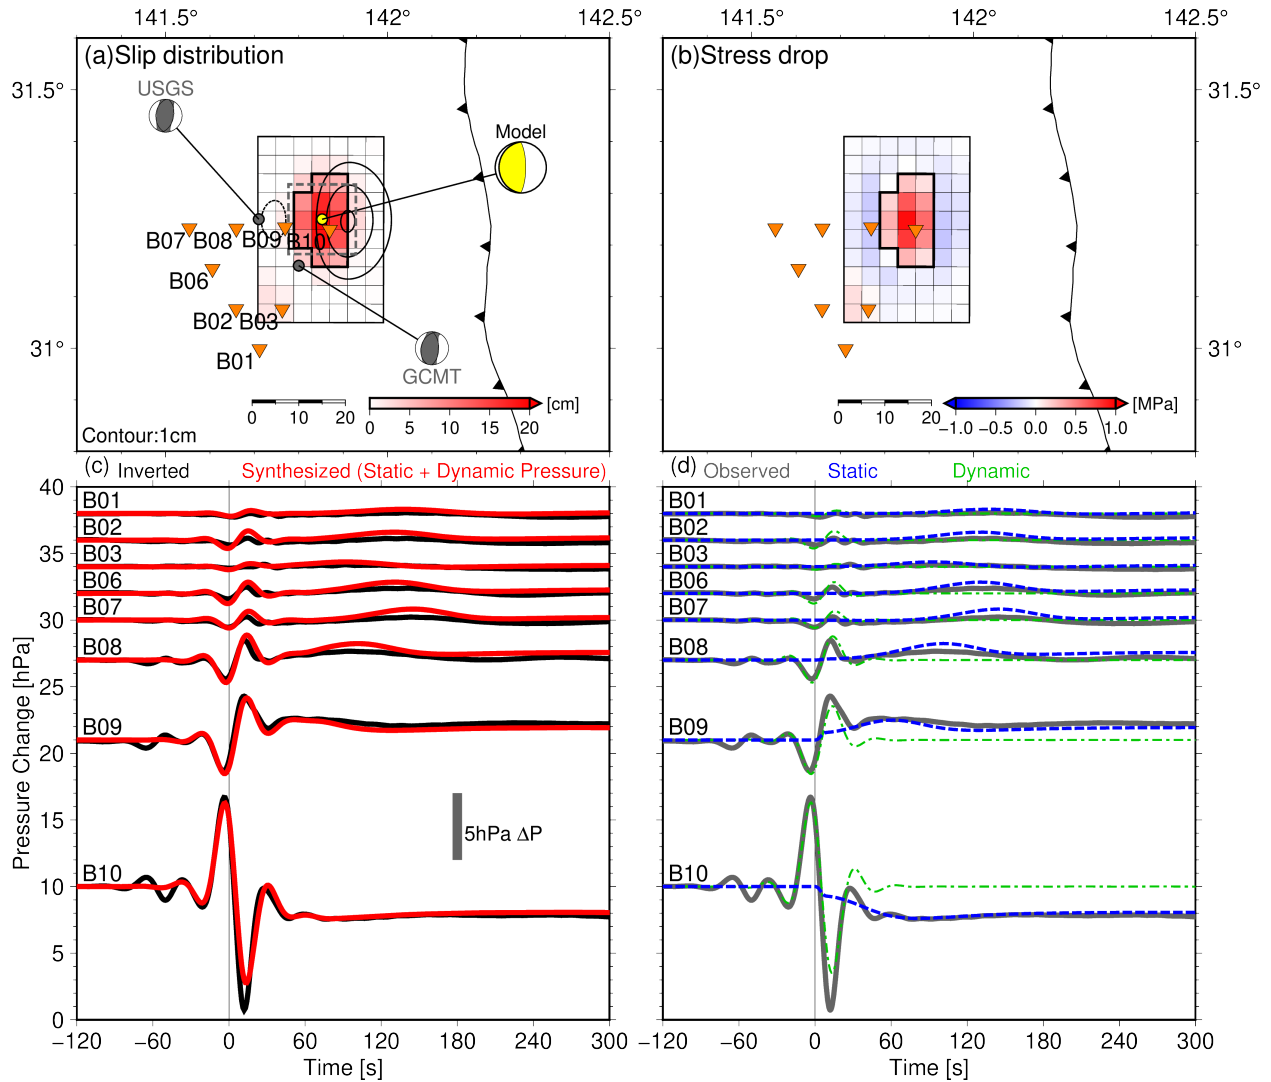 141.5° 142° 142.5° 141.5° 142° 142.5°
(a)Slip distribution
(b)Stress drop
USGS
31.5°
31.5°
Model
B07 B08 B09 B10
B06
B02 B03
B01
31°
31°
GCMT
0 10 20
0 5 10 15 20 [cm]
Contour:1cm
0 10 20
−1.0 −0.5 0.0 0.5 1.0 [MPa]
(c) Inverted Synthesized (Static + Dynamic Pressure)
(d) Observed Static Dynamic
Pressure Change [hPa]
40
35
30
25
20
15
10
5
0
B01
B02
B03
B06
B07
B08
B09
B10
5hPa ΔP
B01
B02
B03
B06
B07
B08
B09
B10
−120 −60 0 60 120 180 240 300
Time [s]
−120 −60 0 60 120 180 240 300
Time [s]